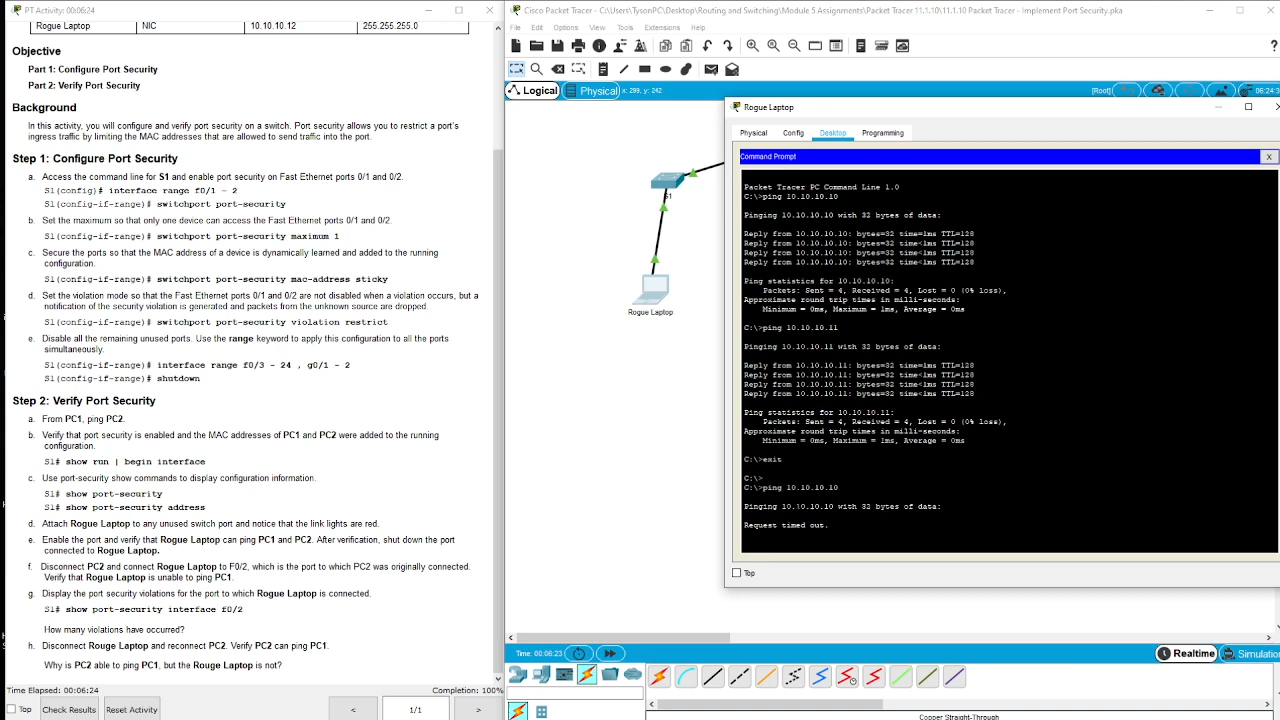 PT Activity: 00:06:24
Rogue Laptop NIC 10.10.10.12 255.255.255.0
Objective
Part 1: Configure Port Security
Part 2: Verify Port Security
Background
In this activity, you will configure and verify port security on a switch. Port security allows you to restrict a port's
ingress traffic by limiting the MAC addresses that are allowed to send traffic into the port.
Step 1: Configure Port Security
a. Access the command line for S1 and enable port security on Fast Ethernet ports 0/1 and 0/2.
S1(config)# interface range f0/1 - 2
S1(config-if-range)# switchport port-security
b. Set the maximum so that only one device can access the Fast Ethernet ports 0/1 and 0/2.
S1(config-if-range)# switchport port-security maximum 1
c. Secure the ports so that the MAC address of a device is dynamically learned and added to the running
configuration.
S1(config-if-range)# switchport port-security mac-address sticky
d. Set the violation mode so that the Fast Ethernet ports 0/1 and 0/2 are not disabled when a violation occurs, but a
notification of the security violation is generated and packets from the unknown source are dropped.
S1(config-if-range)# switchport port-security violation restrict
e. Disable all the remaining unused ports. Use the range keyword to apply this configuration to all the ports
simultaneously.
S1(config-if-range)# interface range f0/3 - 24 , g0/1 - 2
S1(config-if-range)# shutdown
Step 2: Verify Port Security
a. From PC1, ping PC2.
b. Verify that port security is enabled and the MAC addresses of PC1 and PC2 were added to the running
configuration.
S1# show run | begin interface
c. Use port-security show commands to display configuration information.
S1# show port-security
S1# show port-security address
d. Attach Rogue Laptop to any unused switch port and notice that the link lights are red.
e. Enable the port and verify that Rogue Laptop can ping PC1 and PC2. After verification, shut down the port
connected to Rogue Laptop.
f. Disconnect PC2 and connect Rogue Laptop to F0/2, which is the port to which PC2 was originally connected.
Verify that Rogue Laptop is unable to ping PC1.
g. Display the port security violations for the port to which Rogue Laptop is connected.
S1# show port-security interface f0/2
How many violations have occurred?
h. Disconnect Rogue Laptop and reconnect PC2. Verify PC2 can ping PC1.
Why is PC2 able to ping PC1, but the Rogue Laptop is not?
Time Elapsed: 00:06:24 Completion: 100%
Top Check Results Reset Activity < 1/1 >
Cisco Packet Tracer - C:\Users\TysonPC\Desktop\Routing and Switching\Module 5 Assignments\Packet Tracer 11.1.10\11.1.10 Packet Tracer - Implement Port Security.pka
File Edit Options View Tools Extensions Help
Logical Physical x: 299, y: 242 [Root] 06:24:3
S1
Rogue Laptop
Rogue Laptop
Physical Config Desktop Programming
Command Prompt X
Packet Tracer PC Command Line 1.0
C:\>ping 10.10.10.10
Pinging 10.10.10.10 with 32 bytes of data:
Reply from 10.10.10.10: bytes=32 time=1ms TTL=128
Reply from 10.10.10.10: bytes=32 time<1ms TTL=128
Reply from 10.10.10.10: bytes=32 time<1ms TTL=128
Reply from 10.10.10.10: bytes=32 time<1ms TTL=128
Ping statistics for 10.10.10.10:
Packets: Sent = 4, Received = 4, Lost = 0 (0% loss),
Approximate round trip times in milli-seconds:
Minimum = 0ms, Maximum = 1ms, Average = 0ms
C:\>ping 10.10.10.11
Pinging 10.10.10.11 with 32 bytes of data:
Reply from 10.10.10.11: bytes=32 time=1ms TTL=128
Reply from 10.10.10.11: bytes=32 time<1ms TTL=128
Reply from 10.10.10.11: bytes=32 time<1ms TTL=128
Reply from 10.10.10.11: bytes=32 time<1ms TTL=128
Ping statistics for 10.10.10.11:
Packets: Sent = 4, Received = 4, Lost = 0 (0% loss),
Approximate round trip times in milli-seconds:
Minimum = 0ms, Maximum = 1ms, Average = 0ms
C:\>exit
C:\>
C:\>ping 10.10.10.10
Pinging 10.10.10.10 with 32 bytes of data:
Request timed out.
Top
Time: 00:06:23 Realtime Simulation
Copper Straight-Through